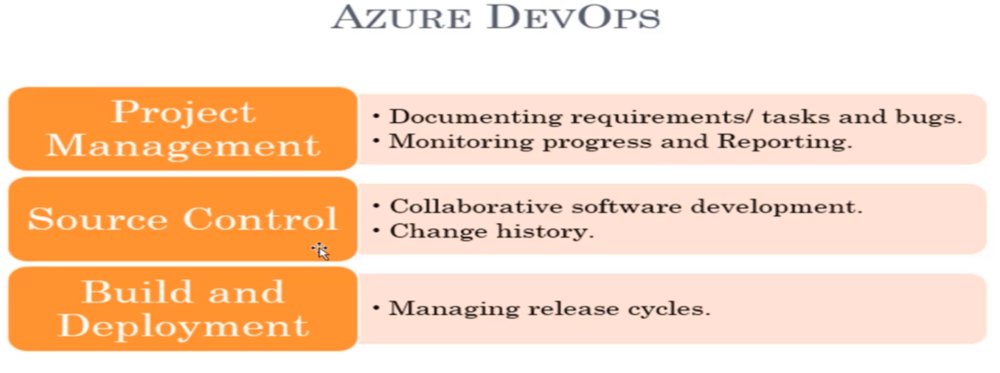 AZURE DEVOPS
Project
Management
• Documenting requirements/ tasks and bugs.
• Monitoring progress and Reporting.
Source Control
• Collaborative software development.
• Change history.
Build and
Deployment
• Managing release cycles.